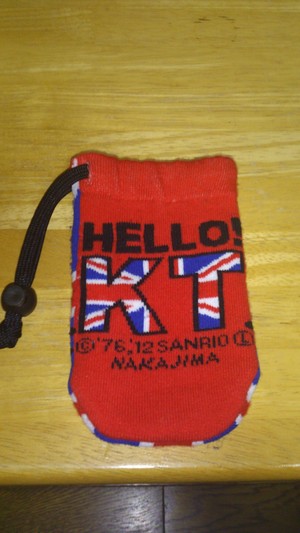 HELLO!
KT
©'76,'12 SANRIO Ⓛ
NAKAJIMA